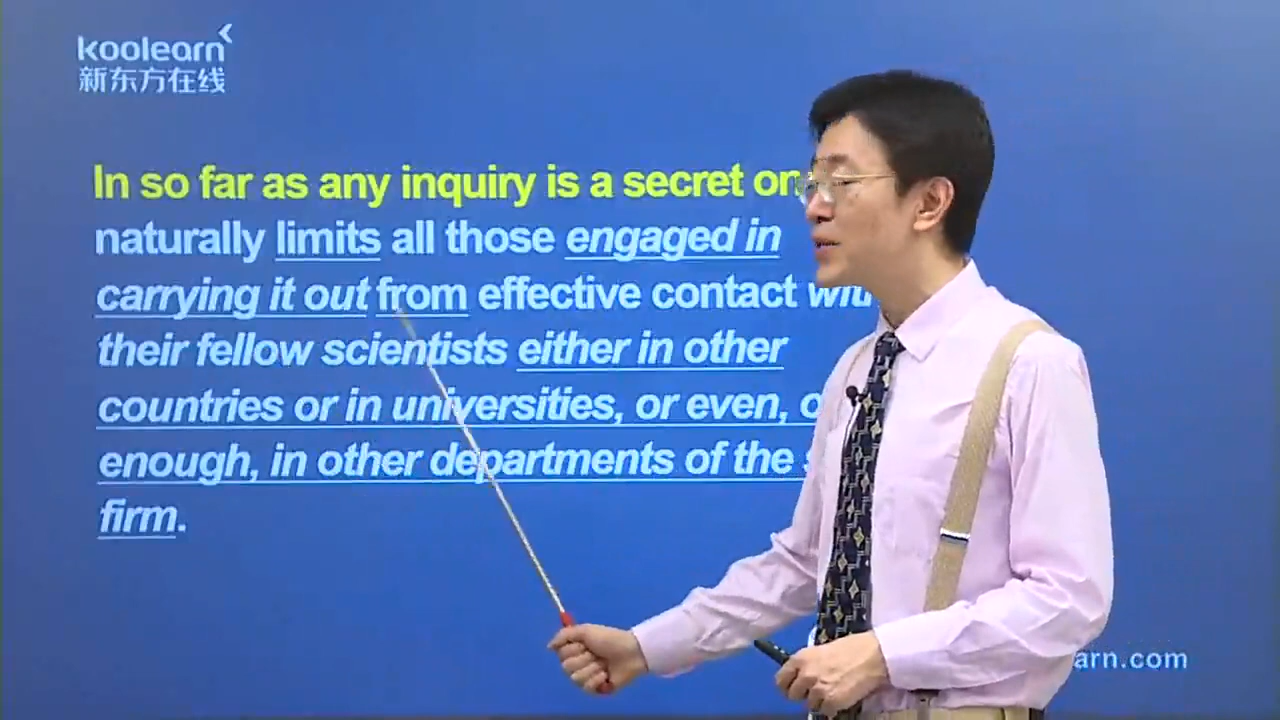 koolearn
新东方在线
In so far as any inquiry is a secret
naturally limits all those engaged in
carrying it out from effective contact
their fellow scientists either in other
countries or in universities, or even,
enough, in other departments of the
firm.
arn.com